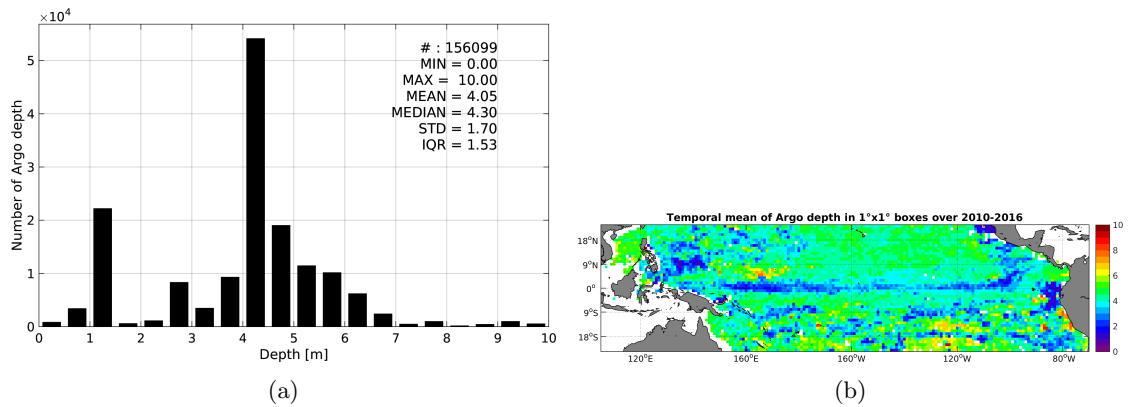 ×10⁴
5
4
3
2
1
0
Number of Argo depth
# : 156099
MIN = 0.00
MAX = 10.00
MEAN = 4.05
MEDIAN = 4.30
STD = 1.70
IQR = 1.53
0 1 2 3 4 5 6 7 8 9 10
Depth [m]
(a)
Temporal mean of Argo depth in 1°x1° boxes over 2010-2016
18°N
9°N
0°
9°S
18°S
120°E 160°E 160°W 120°W 80°W
10
8
6
4
2
0
(b)